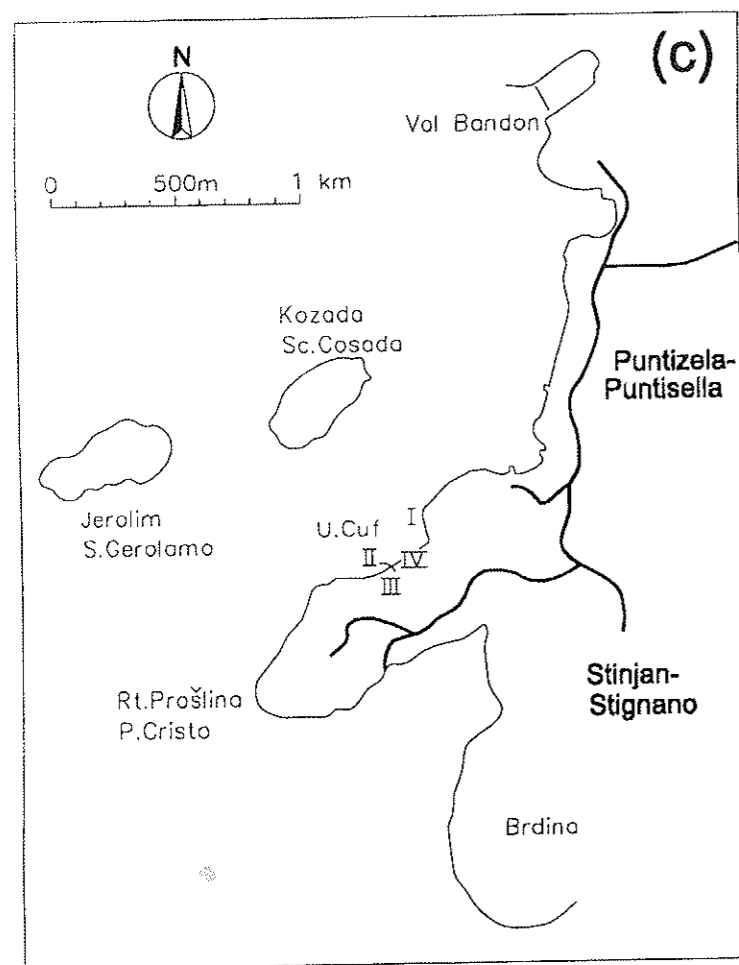 (c)
N
Val Bandon
0 500m 1 km
Kozada
Sc.Cosada
Puntizela-
Puntisella
Jerolim
S.Gerolamo
I
U.Cuf
II IV
III
Rt.Prošlina
P.Cristo
Stinjan-
Stignano
Brdina